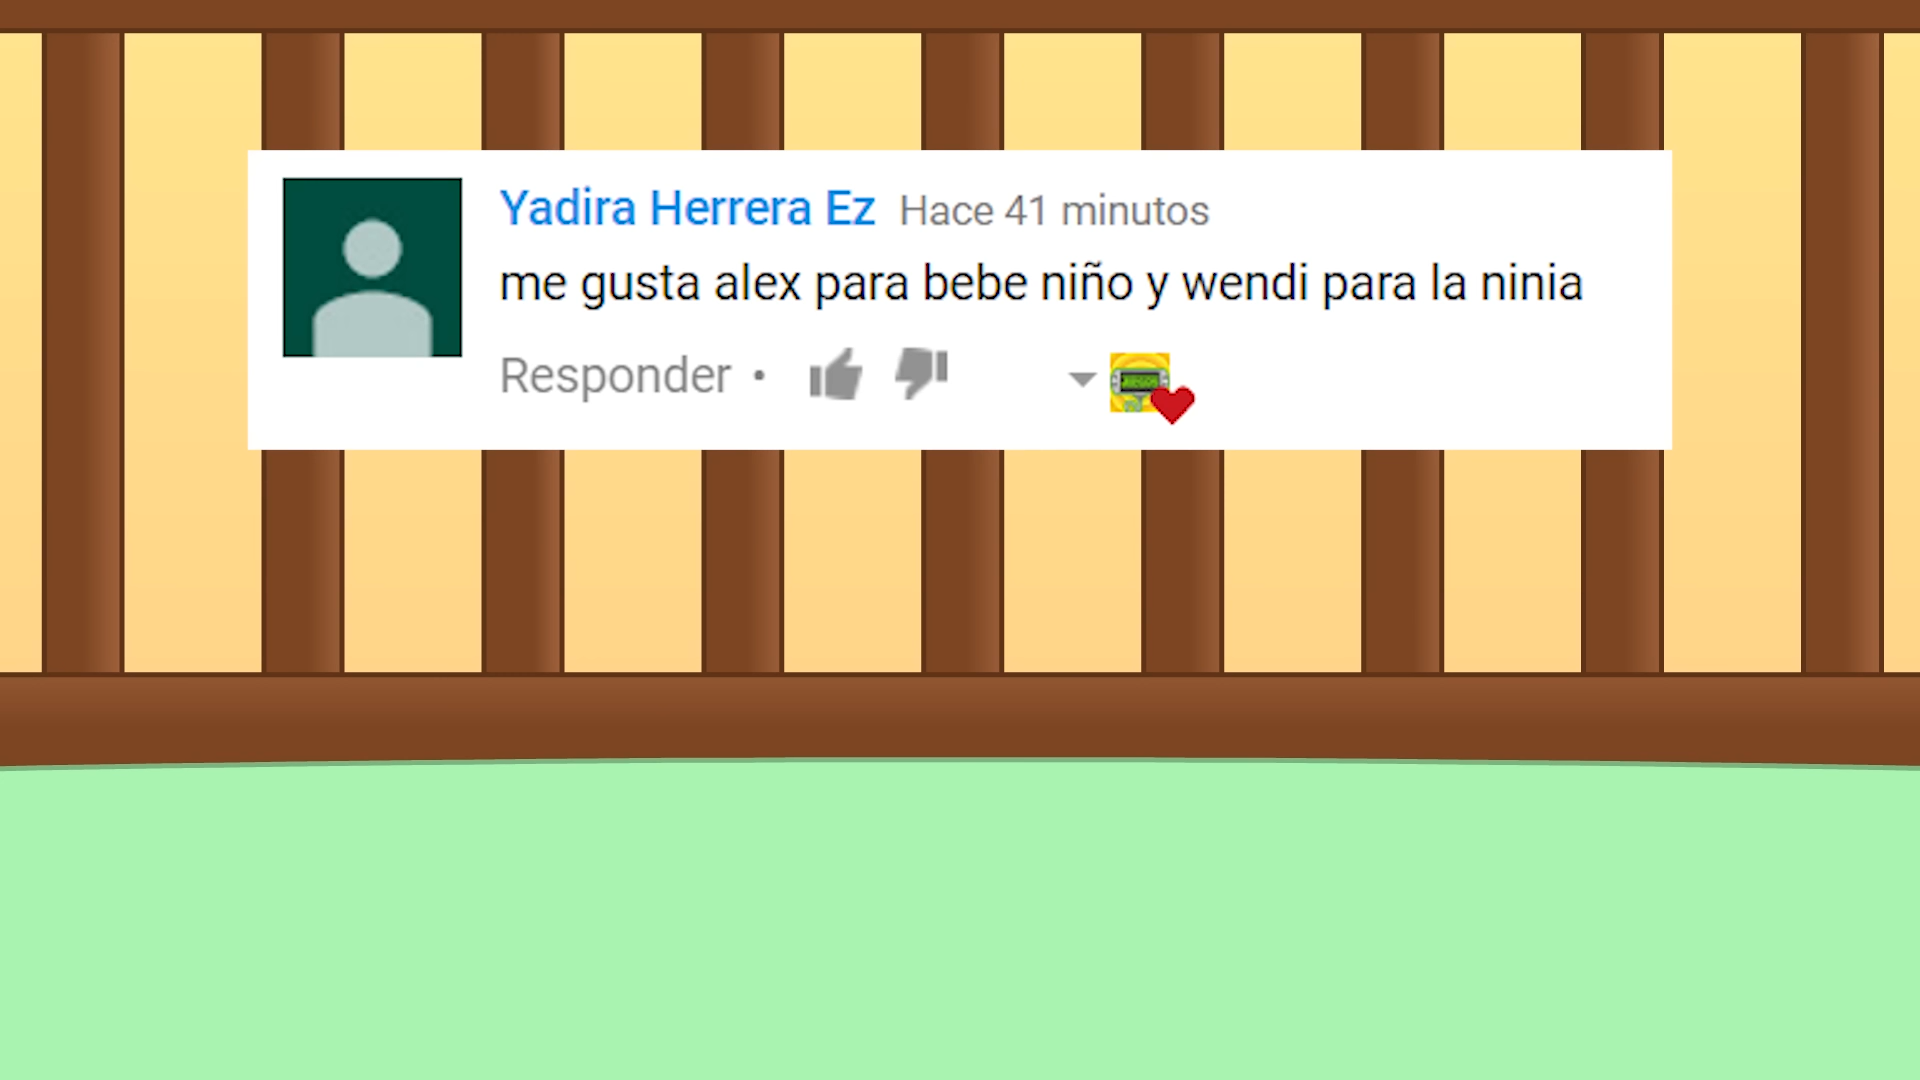 Yadira Herrera Ez Hace 41 minutos
me gusta alex para bebe niño y wendi para la ninia
Responder •